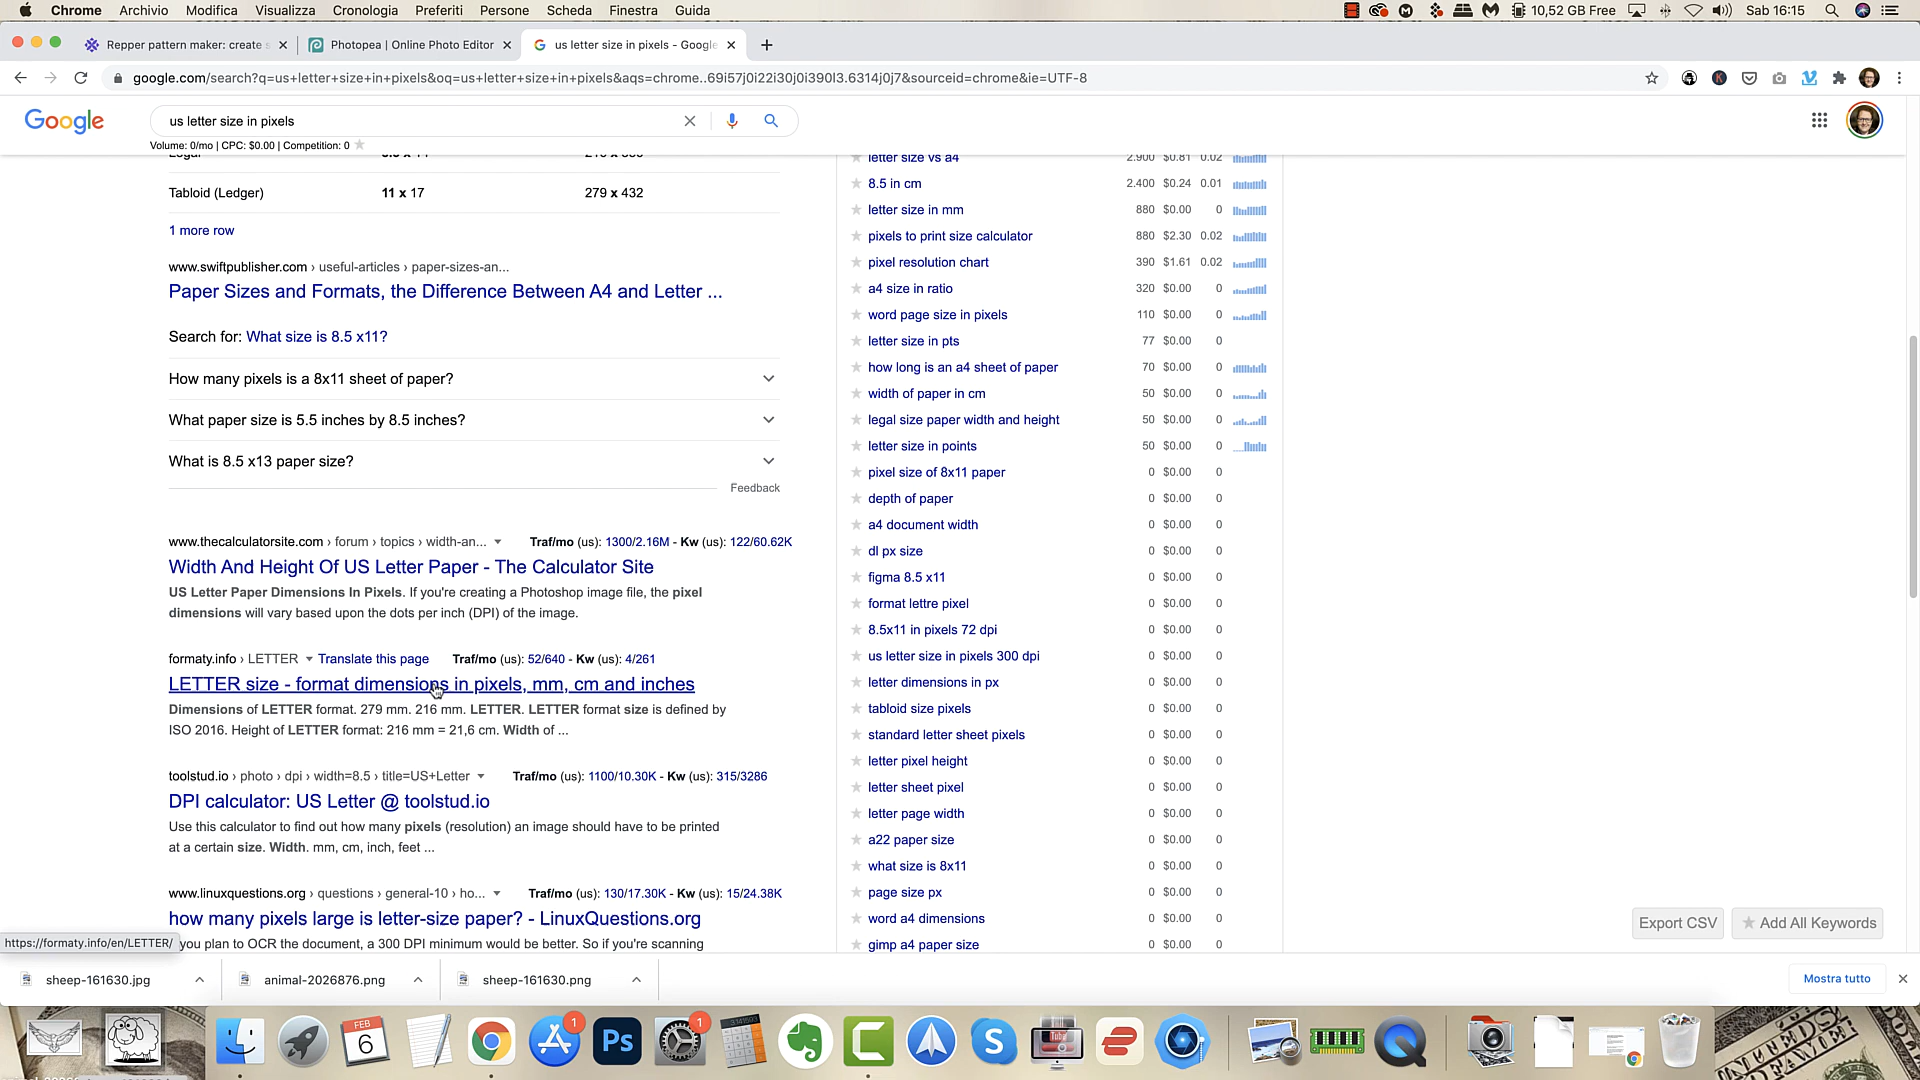 Chrome Archivio Modifica Visualizza Cronologia Preferiti Persone Scheda Finestra Guida 10,52 GB Free Sab 16:15
Repper pattern maker: create s
Photopea | Online Photo Editor
us letter size in pixels - Google
google.com/search?q=us+letter+size+in+pixels&oq=us+letter+size+in+pixels&aqs=chrome..69i57j0i22i30j0i390l3.6314j0j7&sourceid=chrome&ie=UTF-8
Google
us letter size in pixels
Volume: 0/mo | CPC: $0.00 | Competition: 0
Tabloid (Ledger) 11 x 17 279 x 432
1 more row
www.swiftpublisher.com › useful-articles › paper-sizes-an...
Paper Sizes and Formats, the Difference Between A4 and Letter ...
Search for: What size is 8.5 x11?
How many pixels is a 8x11 sheet of paper?
What paper size is 5.5 inches by 8.5 inches?
What is 8.5 x13 paper size?
Feedback
www.thecalculatorsite.com › forum › topics › width-an... Traf/mo (us): 1300/2.16M - Kw (us): 122/60.62K
Width And Height Of US Letter Paper - The Calculator Site
US Letter Paper Dimensions In Pixels. If you're creating a Photoshop image file, the pixel
dimensions will vary based upon the dots per inch (DPI) of the image.
formaty.info › LETTER Translate this page Traf/mo (us): 52/640 - Kw (us): 4/261
LETTER size - format dimensions in pixels, mm, cm and inches
Dimensions of LETTER format. 279 mm. 216 mm. LETTER. LETTER format size is defined by
ISO 2016. Height of LETTER format: 216 mm = 21,6 cm. Width of ...
toolstud.io › photo › dpi › width=8.5 › title=US+Letter Traf/mo (us): 1100/10.30K - Kw (us): 315/3286
DPI calculator: US Letter @ toolstud.io
Use this calculator to find out how many pixels (resolution) an image should have to be printed
at a certain size. Width. mm, cm, inch, feet ...
www.linuxquestions.org › questions › general-10 › ho... Traf/mo (us): 130/17.30K - Kw (us): 15/24.38K
how many pixels large is letter-size paper? - LinuxQuestions.org
you plan to OCR the document, a 300 DPI minimum would be better. So if you're scanning
https://formaty.info/en/LETTER/
letter size vs a4 2.900 $0.81 0.02
8.5 in cm 2.400 $0.24 0.01
letter size in mm 880 $0.00 0
pixels to print size calculator 880 $2.30 0.02
pixel resolution chart 390 $1.61 0.02
a4 size in ratio 320 $0.00 0
word page size in pixels 110 $0.00 0
letter size in pts 77 $0.00 0
how long is an a4 sheet of paper 70 $0.00 0
width of paper in cm 50 $0.00 0
legal size paper width and height 50 $0.00 0
letter size in points 50 $0.00 0
pixel size of 8x11 paper 0 $0.00 0
depth of paper 0 $0.00 0
a4 document width 0 $0.00 0
dl px size 0 $0.00 0
figma 8.5 x11 0 $0.00 0
format lettre pixel 0 $0.00 0
8.5x11 in pixels 72 dpi 0 $0.00 0
us letter size in pixels 300 dpi 0 $0.00 0
letter dimensions in px 0 $0.00 0
tabloid size pixels 0 $0.00 0
standard letter sheet pixels 0 $0.00 0
letter pixel height 0 $0.00 0
letter sheet pixel 0 $0.00 0
letter page width 0 $0.00 0
a22 paper size 0 $0.00 0
what size is 8x11 0 $0.00 0
page size px 0 $0.00 0
word a4 dimensions 0 $0.00 0
gimp a4 paper size 0 $0.00 0
Export CSV
Add All Keywords
sheep-161630.jpg
animal-2026876.png
sheep-161630.png
Mostra tutto
FEB
6
1
Ps
1